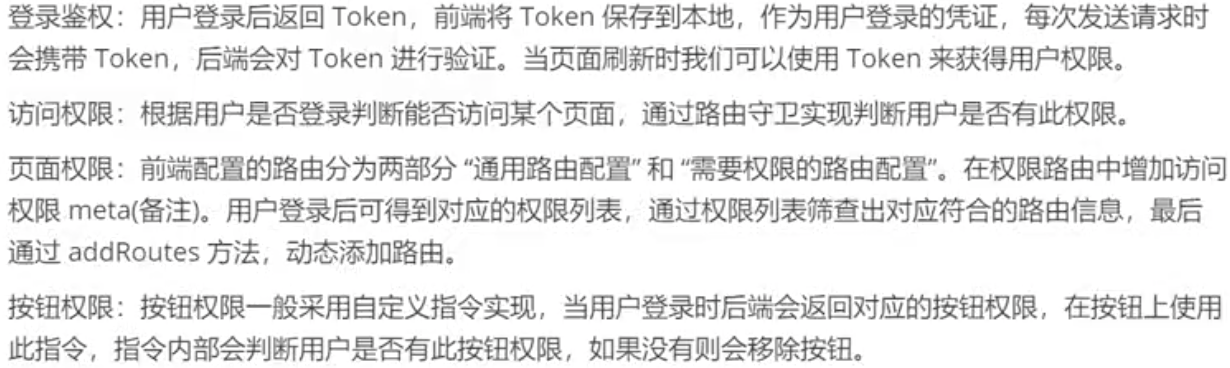 登录鉴权：用户登录后返回 Token，前端将 Token 保存到本地，作为用户登录的凭证，每次发送请求时
会携带 Token，后端会对 Token 进行验证。当页面刷新时我们可以使用 Token 来获得用户权限。
访问权限：根据用户是否登录判断能否访问某个页面，通过路由守卫实现判断用户是否有此权限。
页面权限：前端配置的路由分为两部分 “通用路由配置” 和 “需要权限的路由配置”。在权限路由中增加访问
权限 meta(备注)。用户登录后可得到对应的权限列表，通过权限列表筛查出对应符合的路由信息，最后
通过 addRoutes 方法，动态添加路由。
按钮权限：按钮权限一般采用自定义指令实现，当用户登录时后端会返回对应的按钮权限，在按钮上使用
此指令，指令内部会判断用户是否有此按钮权限，如果没有则会移除按钮。